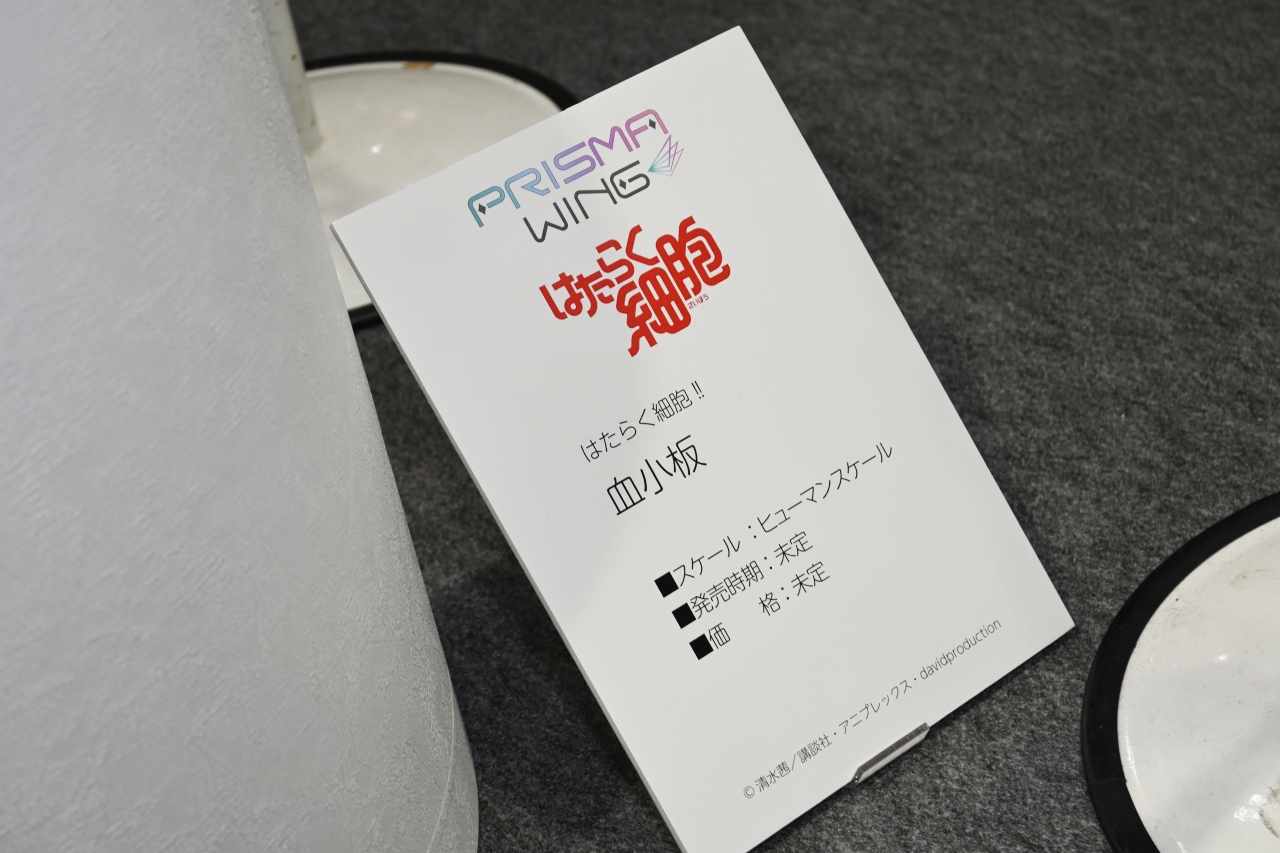 PRISMA
WING
はたらく
細胞
さいぼう
はたらく細胞!!
血小板
■スケール：ヒューマンスケール
■発売時期：未定
■価　　格：未定
© 清水茜／講談社・アニプレックス・davidproduction